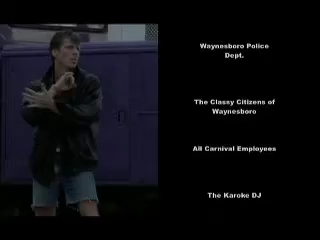 Waynesboro Police
Dept.
The Classy Citizens of
Waynesboro
All Carnival Employees
The Karoke DJ